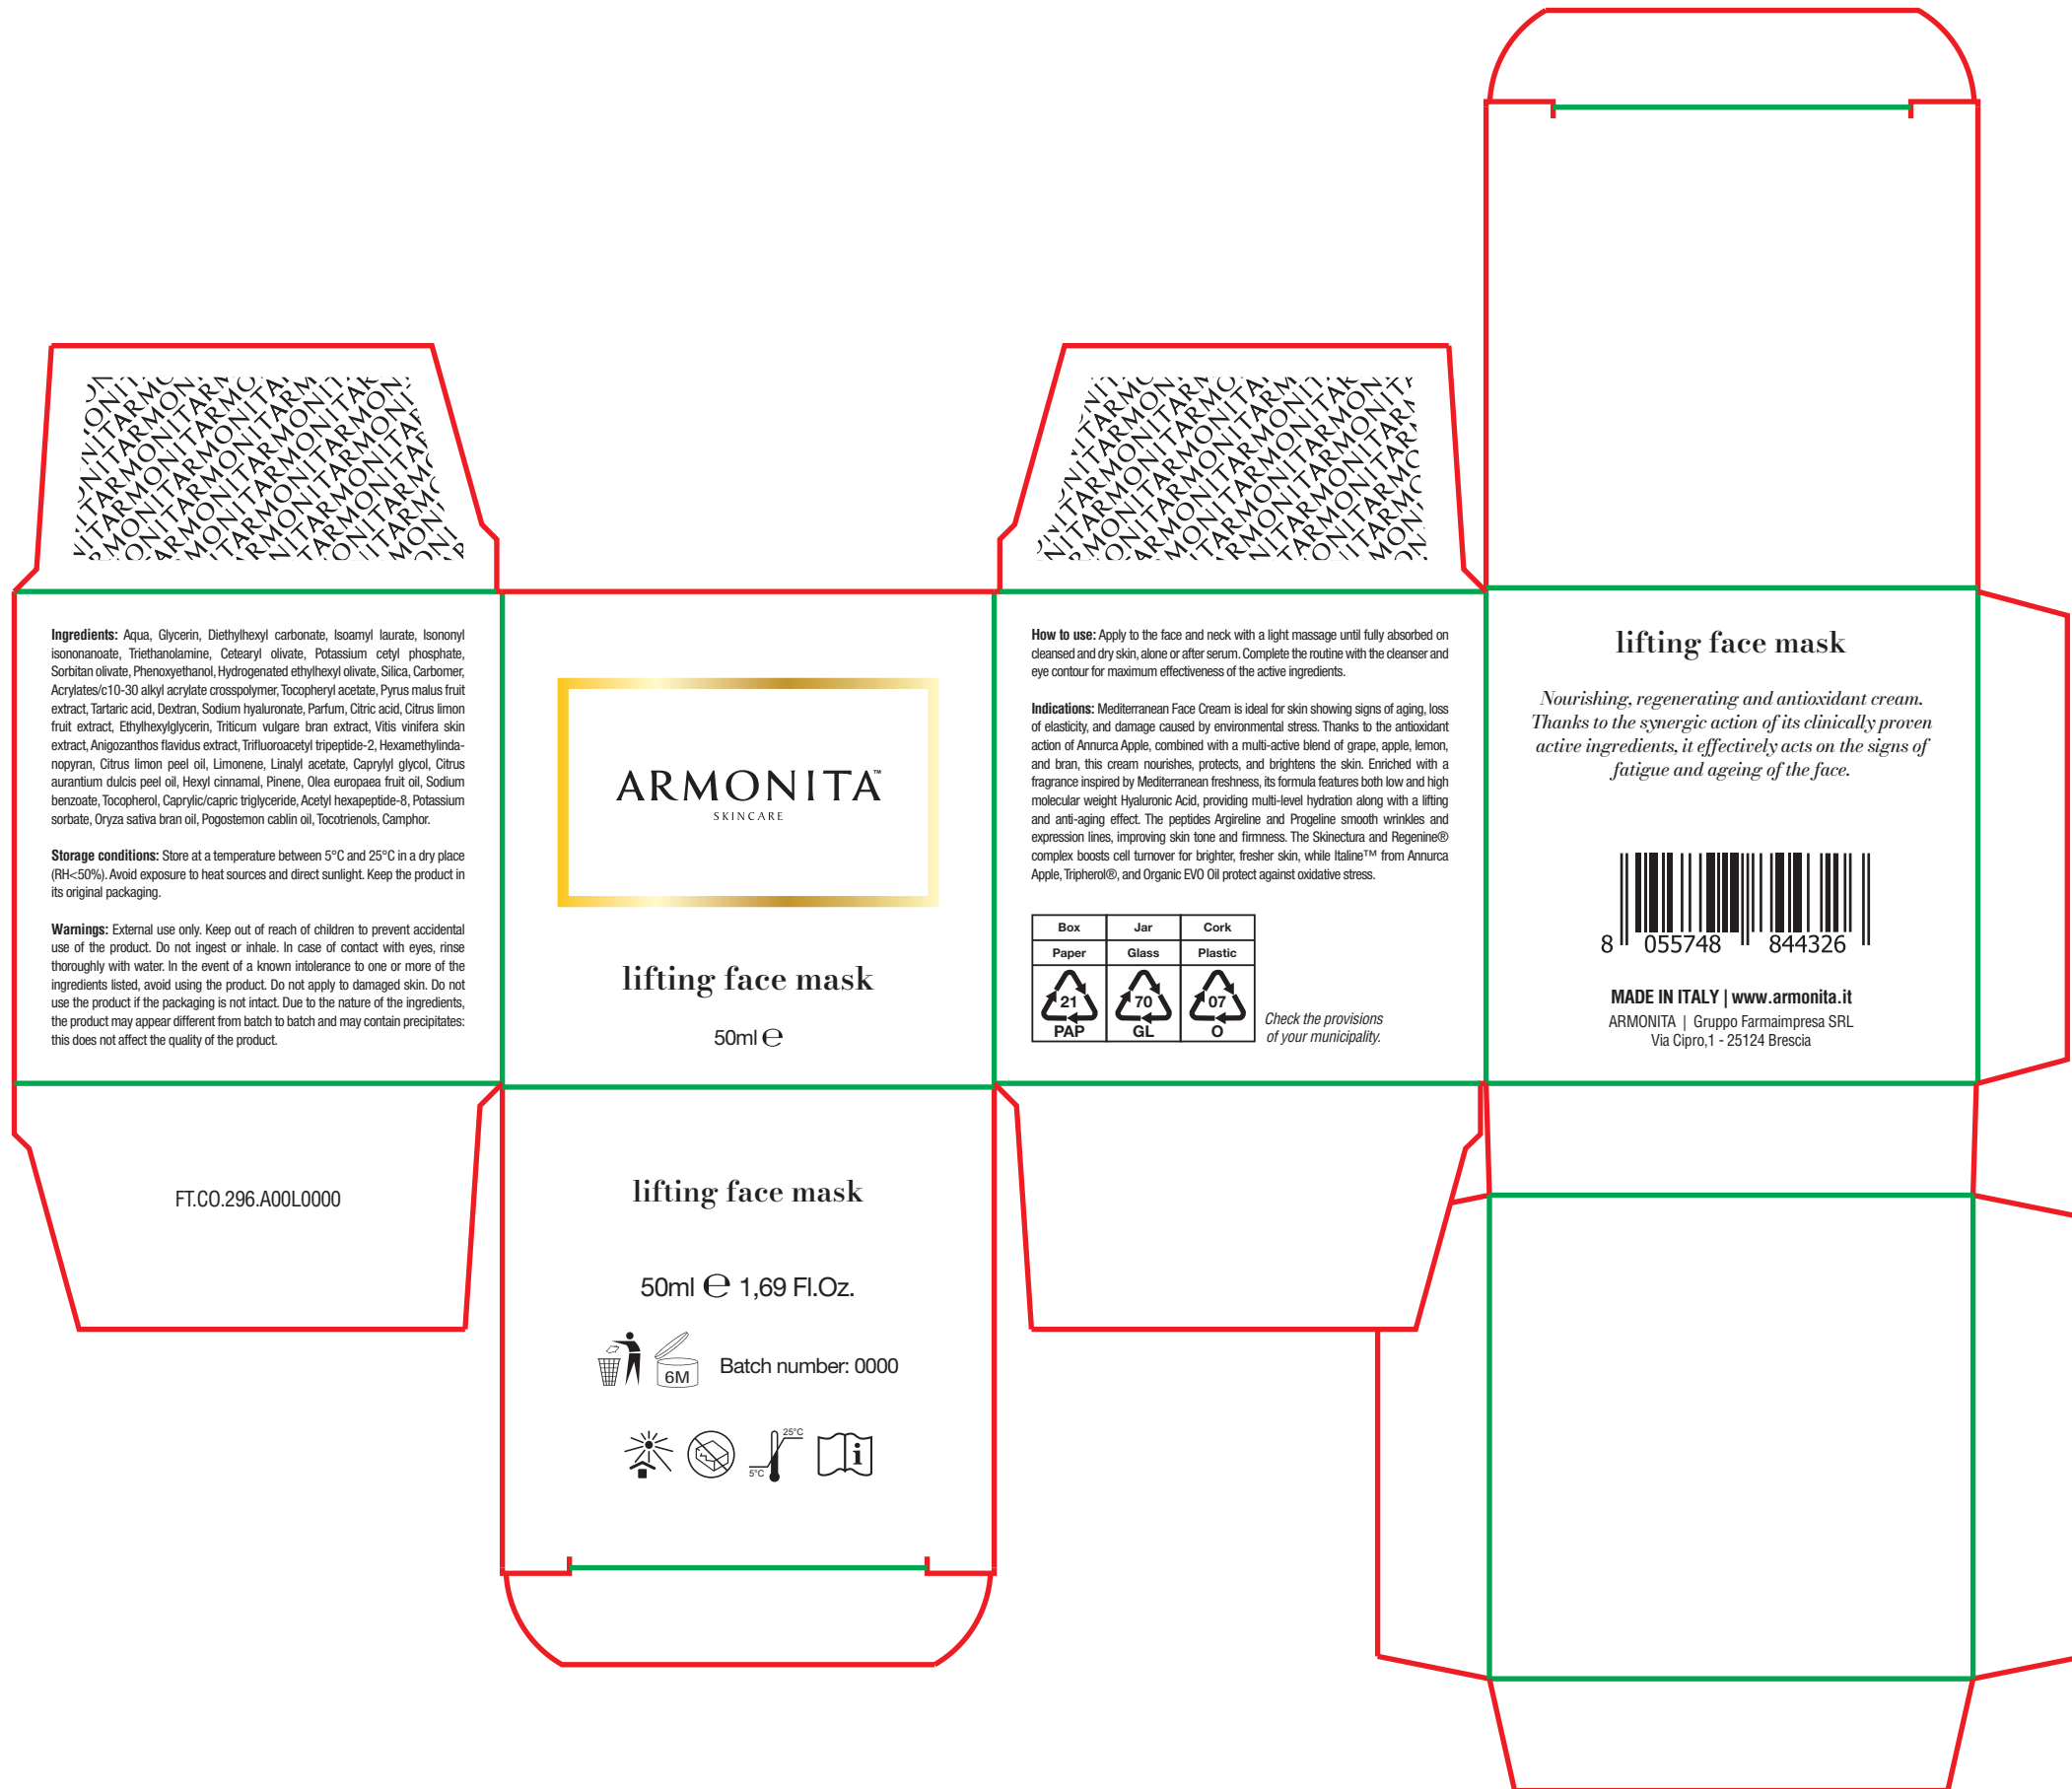 Ingredients: Aqua, Glycerin, Diethylhexyl carbonate, Isoamyl laurate, Isononyl
isononanoate, Triethanolamine, Cetearyl olivate, Potassium cetyl phosphate,
Sorbitan olivate, Phenoxyethanol, Hydrogenated ethylhexyl olivate, Silica, Carbomer,
Acrylates/c10-30 alkyl acrylate crosspolymer, Tocopheryl acetate, Pyrus malus fruit
extract, Tartaric acid, Dextran, Sodium hyaluronate, Parfum, Citric acid, Citrus limon
fruit extract, Ethylhexylglycerin, Triticum vulgare bran extract, Vitis vinifera skin
extract, Anigozanthos flavidus extract, Trifluoroacetyl tripeptide-2, Hexamethylinda-
nopyran, Citrus limon peel oil, Limonene, Linalyl acetate, Caprylyl glycol, Citrus
aurantium dulcis peel oil, Hexyl cinnamal, Pinene, Olea europaea fruit oil, Sodium
benzoate, Tocopherol, Caprylic/capric triglyceride, Acetyl hexapeptide-8, Potassium
sorbate, Oryza sativa bran oil, Pogostemon cablin oil, Tocotrienols, Camphor.
Storage conditions: Store at a temperature between 5°C and 25°C in a dry place
(RH<50%). Avoid exposure to heat sources and direct sunlight. Keep the product in
its original packaging.
Warnings: External use only. Keep out of reach of children to prevent accidental
use of the product. Do not ingest or inhale. In case of contact with eyes, rinse
thoroughly with water. In the event of a known intolerance to one or more of the
ingredients listed, avoid using the product. Do not apply to damaged skin. Do not
use the product if the packaging is not intact. Due to the nature of the ingredients,
the product may appear different from batch to batch and may contain precipitates:
this does not affect the quality of the product.
FT.CO.296.A00L0000
ARMONITA™
SKINCARE
lifting face mask
50ml ℮
lifting face mask
50ml ℮ 1,69 Fl.Oz.
6M
Batch number: 0000
25°C
5°C
i
How to use: Apply to the face and neck with a light massage until fully absorbed on
cleansed and dry skin, alone or after serum. Complete the routine with the cleanser and
eye contour for maximum effectiveness of the active ingredients.
Indications: Mediterranean Face Cream is ideal for skin showing signs of aging, loss
of elasticity, and damage caused by environmental stress. Thanks to the antioxidant
action of Annurca Apple, combined with a multi-active blend of grape, apple, lemon,
and bran, this cream nourishes, protects, and brightens the skin. Enriched with a
fragrance inspired by Mediterranean freshness, its formula features both low and high
molecular weight Hyaluronic Acid, providing multi-level hydration along with a lifting
and anti-aging effect. The peptides Argireline and Progeline smooth wrinkles and
expression lines, improving skin tone and firmness. The Skinectura and Regenine®
complex boosts cell turnover for brighter, fresher skin, while Italine™ from Annurca
Apple, Tripherol®, and Organic EVO Oil protect against oxidative stress.
Box Jar Cork
Paper Glass Plastic
21 70 07
PAP GL O
Check the provisions
of your municipality.
lifting face mask
Nourishing, regenerating and antioxidant cream.
Thanks to the synergic action of its clinically proven
active ingredients, it effectively acts on the signs of
fatigue and ageing of the face.
8 055748 844326
MADE IN ITALY | www.armonita.it
ARMONITA | Gruppo Farmaimpresa SRL
Via Cipro,1 - 25124 Brescia